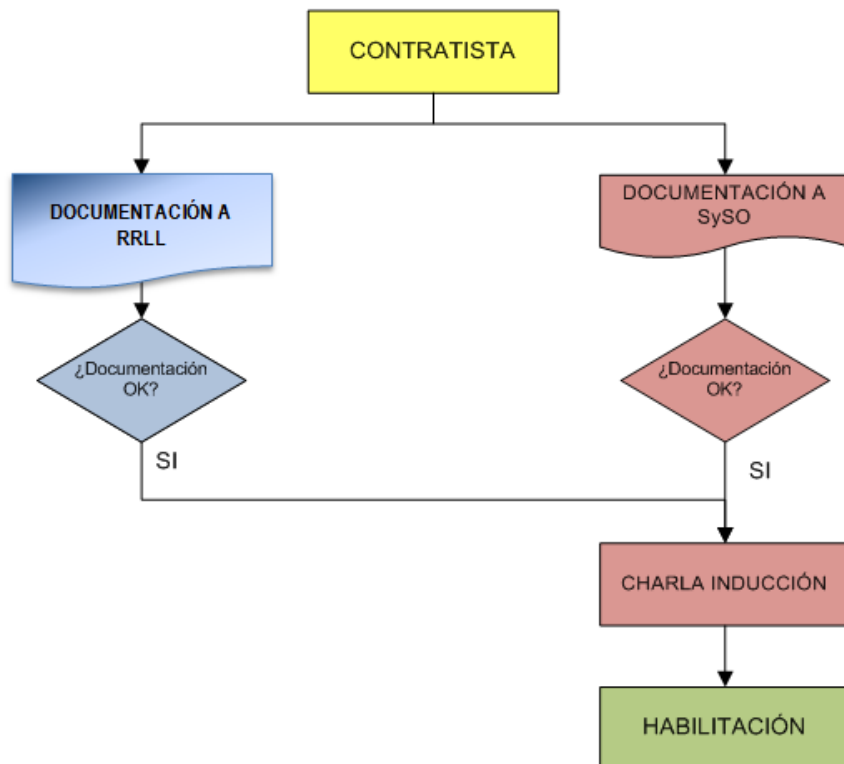 CONTRATISTA
DOCUMENTACIÓN A
RRLL
DOCUMENTACIÓN A
SySO
¿Documentación
OK?
¿Documentación
OK?
SI
SI
CHARLA INDUCCIÓN
HABILITACIÓN